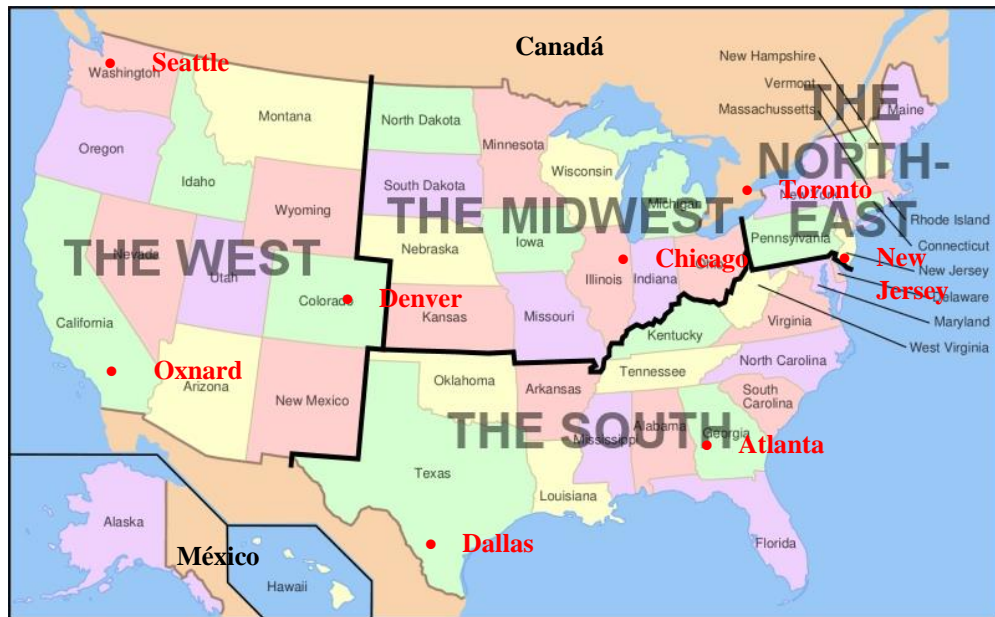 Canadá
New Hampshire
Vermont
Massachussetts
THE
NORTH-
EAST
Maine
Seattle
Washington
Montana
North Dakota
Minnesota
Oregon
Idaho
Wisconsin
South Dakota
Michigan
Toronto
New York
Wyoming
THE MIDWEST
Rhode Island
THE WEST
Nevada
Nebraska
Iowa
Pennsylvania
Connecticut
Utah
Chicago
Illinois
Indiana
Ohio
New
Jersey
New Jersey
Colorado
Denver
Kansas
Missouri
Delaware
California
Virginia
Maryland
Kentucky
West Virginia
Oxnard
Arizona
New Mexico
Oklahoma
Arkansas
Tennessee
North Carolina
South
Carolina
THE SOUTH
Mississippi
Alabama
Georgia
Atlanta
Texas
Louisiana
Alaska
México
Dallas
Florida
Hawaii